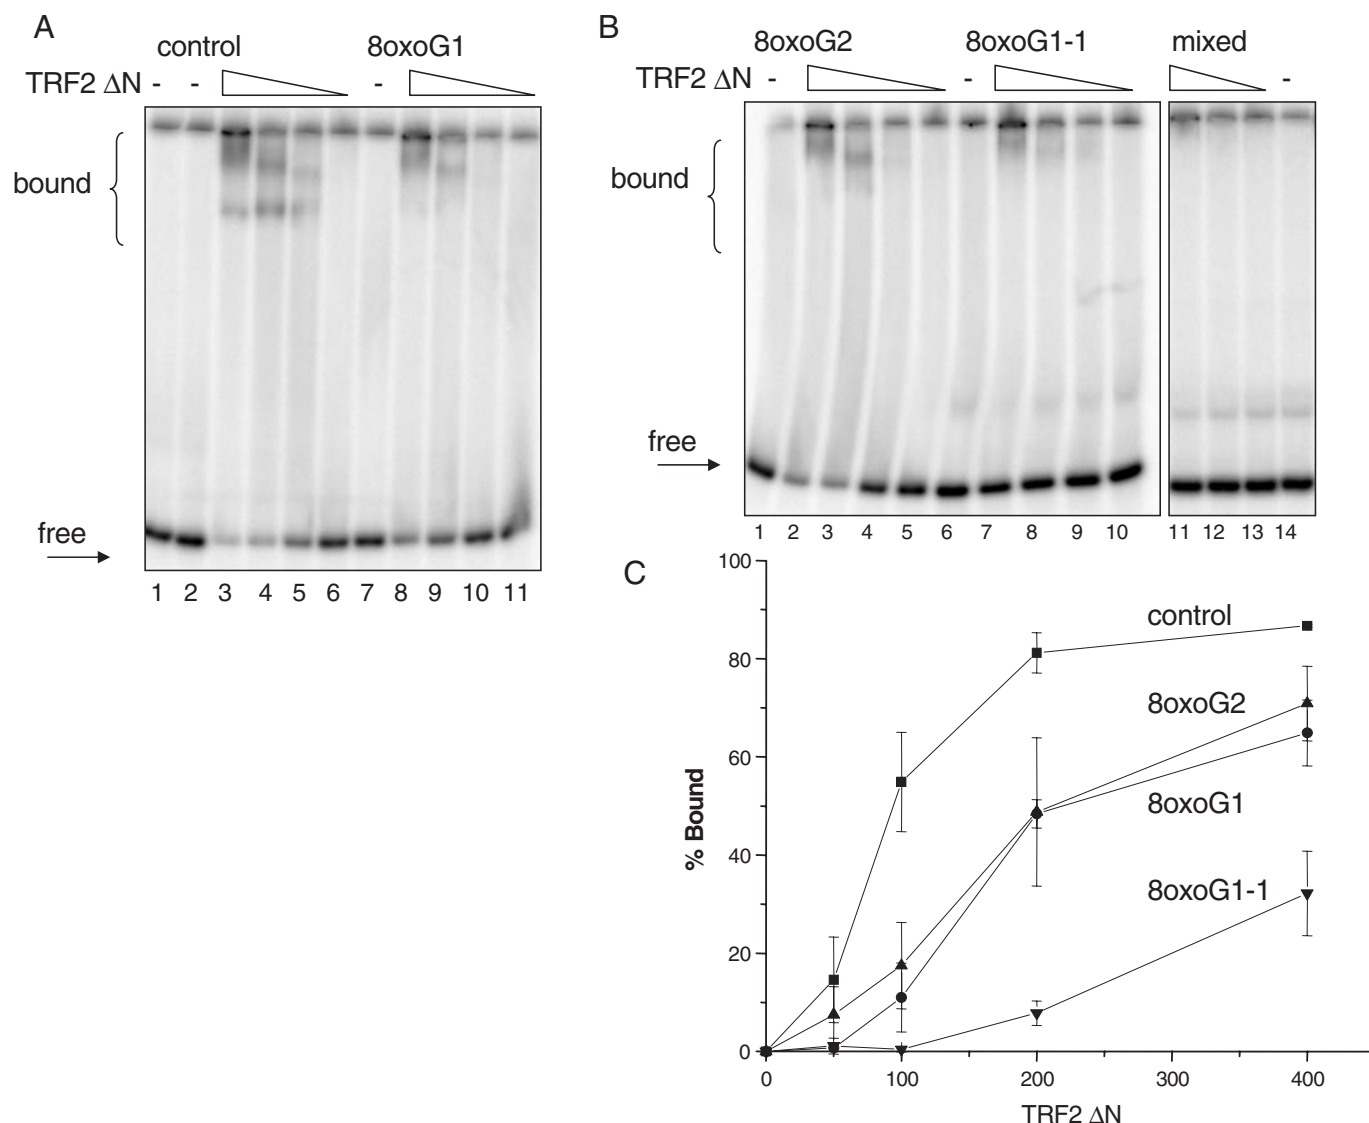 A
control 8oxoG1
TRF2 ΔN - - -
bound
free
1 2 3 4 5 6 7 8 9 10 11
B
8oxoG2 8oxoG1-1 mixed
TRF2 ΔN - - -
bound
free
1 2 3 4 5 6 7 8 9 10 11 12 13 14
C
100
80
60
40
20
0
% Bound
control
8oxoG2
8oxoG1
8oxoG1-1
0 100 200 300 400
TRF2 ΔN